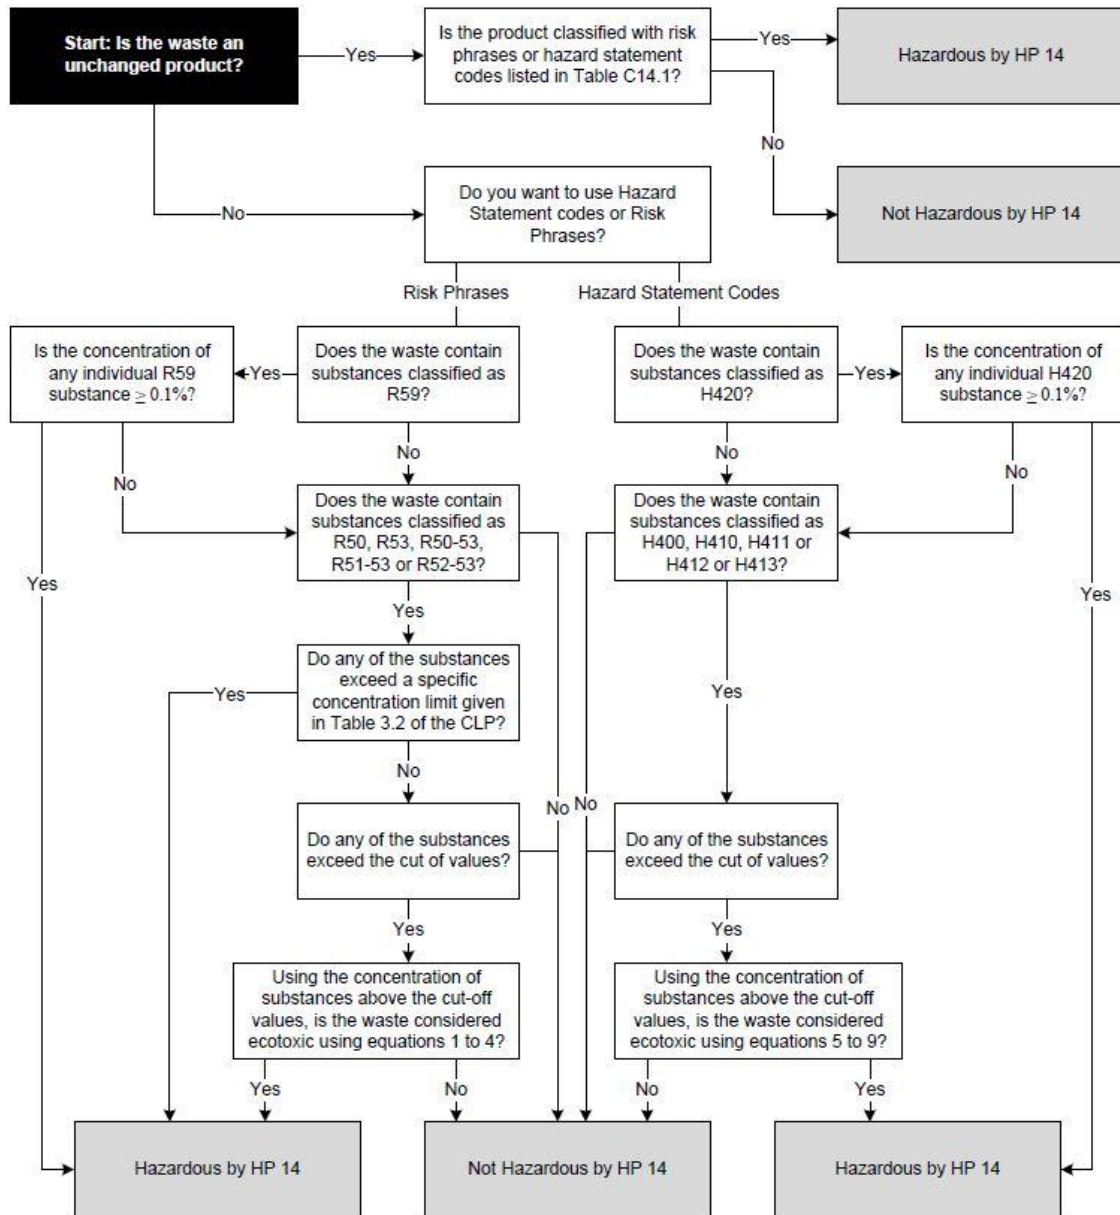 Start: Is the waste an
unchanged product?
Yes
Is the product classified with risk
phrases or hazard statement
codes listed in Table C14.1?
Yes
Hazardous by HP 14
No
No
Do you want to use Hazard
Statement codes or Risk
Phrases?
Not Hazardous by HP 14
Risk Phrases
Hazard Statement Codes
Is the concentration of
any individual R59
substance ≥ 0.1%?
Yes
Does the waste contain
substances classified as
R59?
Does the waste contain
substances classified as
H420?
Yes
Is the concentration of
any individual H420
substance ≥ 0.1%?
No
No
No
No
Does the waste contain
substances classified as
R50, R53, R50-53,
R51-53 or R52-53?
Does the waste contain
substances classified as
H400, H410, H411 or
H412 or H413?
Yes
Yes
Yes
Do any of the substances
exceed a specific
concentration limit given
in Table 3.2 of the CLP?
Yes
Yes
No
Do any of the substances
exceed the cut of values?
No
No
Do any of the substances
exceed the cut of values?
Yes
Yes
Using the concentration of
substances above the cut-off
values, is the waste considered
ecotoxic using equations 1 to 4?
Using the concentration of
substances above the cut-off
values, is the waste considered
ecotoxic using equations 5 to 9?
Yes
No
No
Yes
Hazardous by HP 14
Not Hazardous by HP 14
Hazardous by HP 14